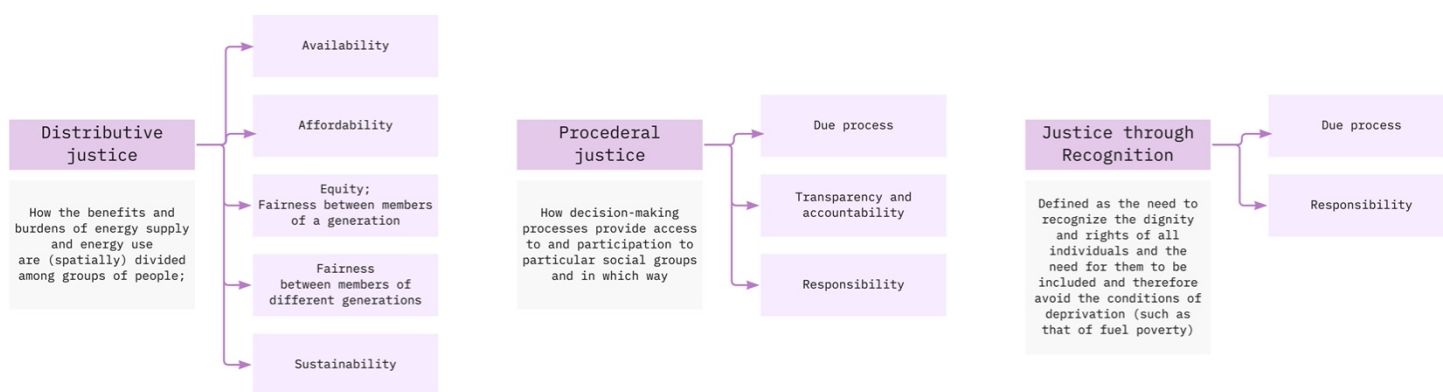 Distributive
justice
How the benefits and
burdens of energy supply
and energy use
are (spatially) divided
among groups of people;
Availability
Affordability
Equity;
Fairness between members
of a generation
Fairness
between members of
different generations
Sustainability
Procederal
justice
How decision-making
processes provide access
to and participation to
particular social groups
and in which way
Due process
Transparency and
accountability
Responsibility
Justice through
Recognition
Defined as the need to
recognize the dignity
and rights of all
individuals and the
need for them to be
included and therefore
avoid the conditions of
deprivation (such as
that of fuel poverty)
Due process
Responsibility